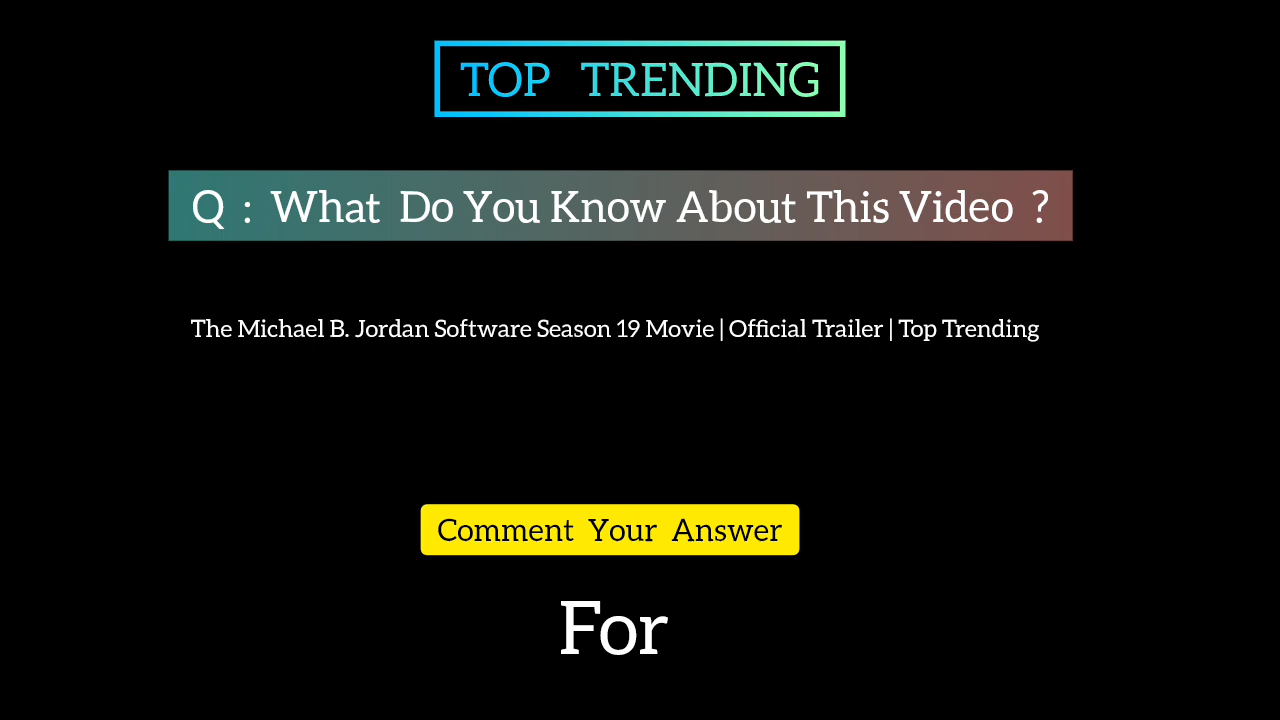 TOP TRENDING
Q : What Do You Know About This Video ?
The Michael B. Jordan Software Season 19 Movie | Official Trailer | Top Trending
Comment Your Answer
For